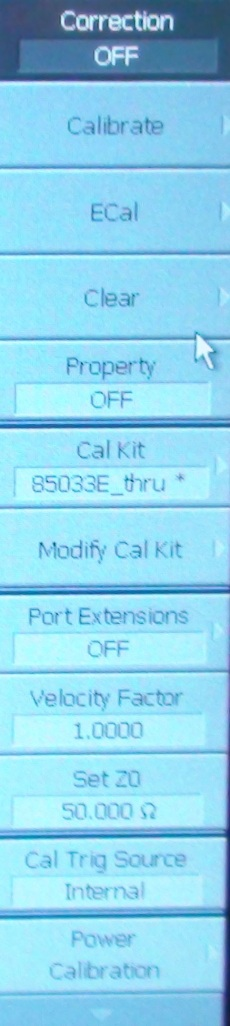 Correction
OFF
Calibrate
ECal
Clear
Property
OFF
Cal Kit
85033E_thru *
Modify Cal Kit
Port Extensions
OFF
Velocity Factor
1.0000
Set Z0
50.000 Ω
Cal Trig Source
Internal
Power
Calibration